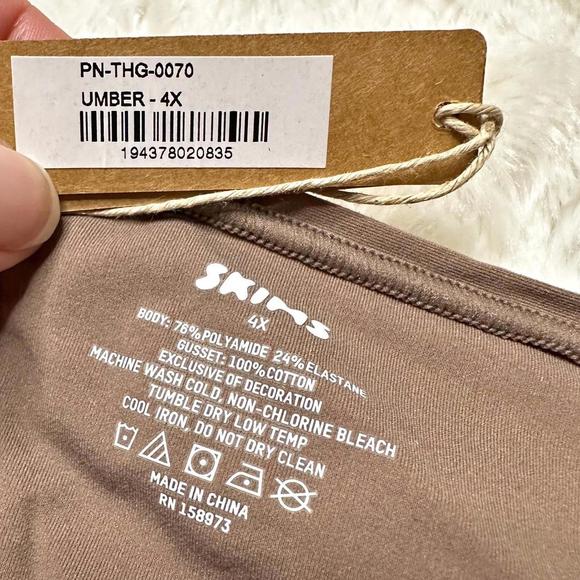 PN-THG-0070
UMBER - 4X
194378020835
SKIMS
4X
BODY: 76% POLYAMIDE 24% ELASTANE
GUSSET: 100% COTTON
EXCLUSIVE OF DECORATION
MACHINE WASH COLD, NON-CHLORINE BLEACH
TUMBLE DRY LOW TEMP
COOL IRON, DO NOT DRY CLEAN
MADE IN CHINA
RN 158973